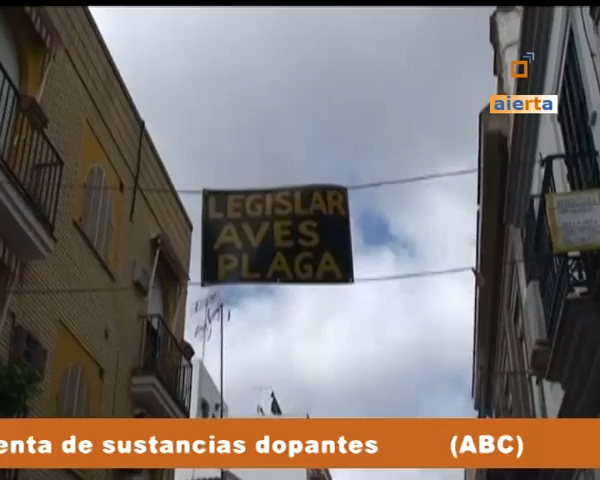 aierta
LEGISLAR
AVES
PLAGA
enta de sustancias dopantes (ABC)